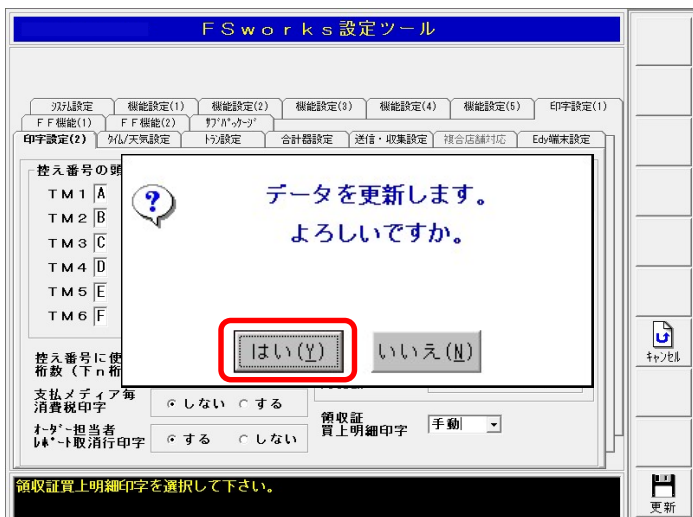 FSworks設定ツール
ｼｽﾃﾑ設定
機能設定(1)
機能設定(2)
機能設定(3)
機能設定(4)
機能設定(5)
印字設定(1)
FF機能(1)
FF機能(2)
ｻﾌﾞﾊﾟｯｹｰｼﾞ
印字設定(2)
ﾀｲﾑ/天気設定
ﾄﾗﾝ設定
合計器設定
送信・収集設定
複合店舗対応
Edy端末設定
控え番号の頭
TM1 A
TM2 B
TM3 C
TM4 D
TM5 E
TM6 F
データを更新します。
よろしいですか。
はい(Y)
いいえ(N)
控え番号に使
桁数（下n桁
支払メディア毎
消費税印字
しない
する
ｵｰﾀﾞｰ担当者
ﾚﾎﾟｰﾄ取消行印字
する
しない
領収証
買上明細印字
手動
ｷｬﾝｾﾙ
領収証買上明細印字を選択して下さい。
更新